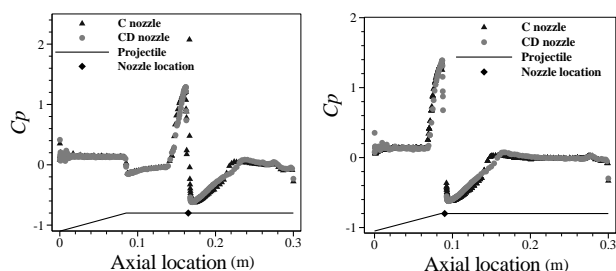 C nozzle
CD nozzle
Projectile
Nozzle location
2
1
0
-1
Cp
0
0.1
0.2
0.3
Axial location (m)
C nozzle
CD nozzle
Projectile
Nozzle location
2
1
0
-1
Cp
0
0.1
0.2
0.3
Axial location (m)